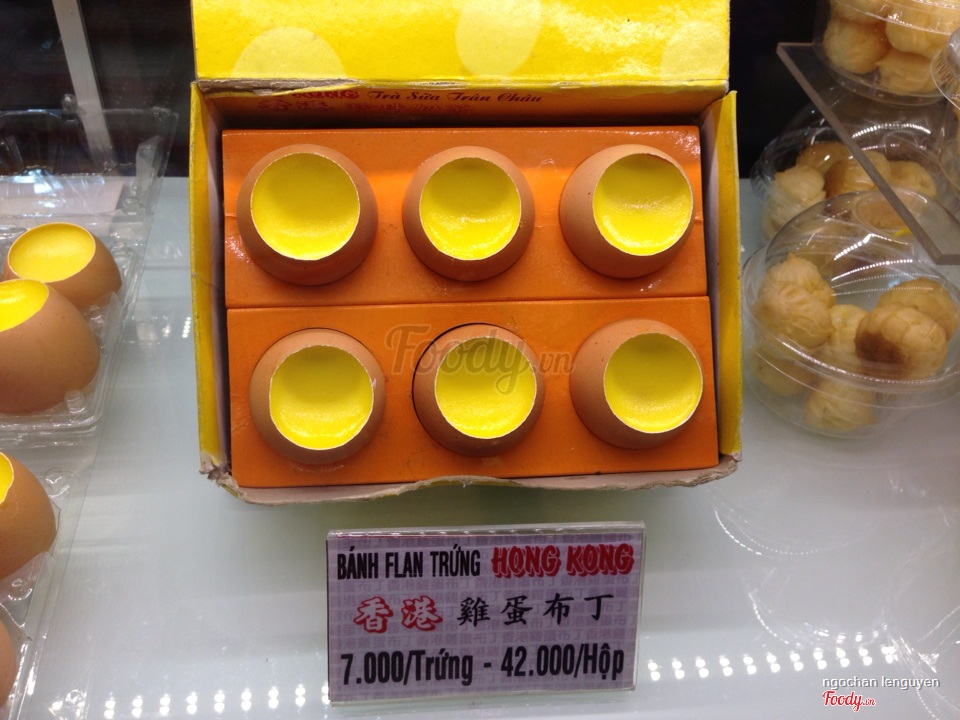 Trà Sữa Trân Châu
Foody.vn
BÁNH FLAN TRỨNG HONG KONG
香港 雞蛋布丁
7.000/Trứng - 42.000/Hộp
ngochan lenguyen
Foody.vn